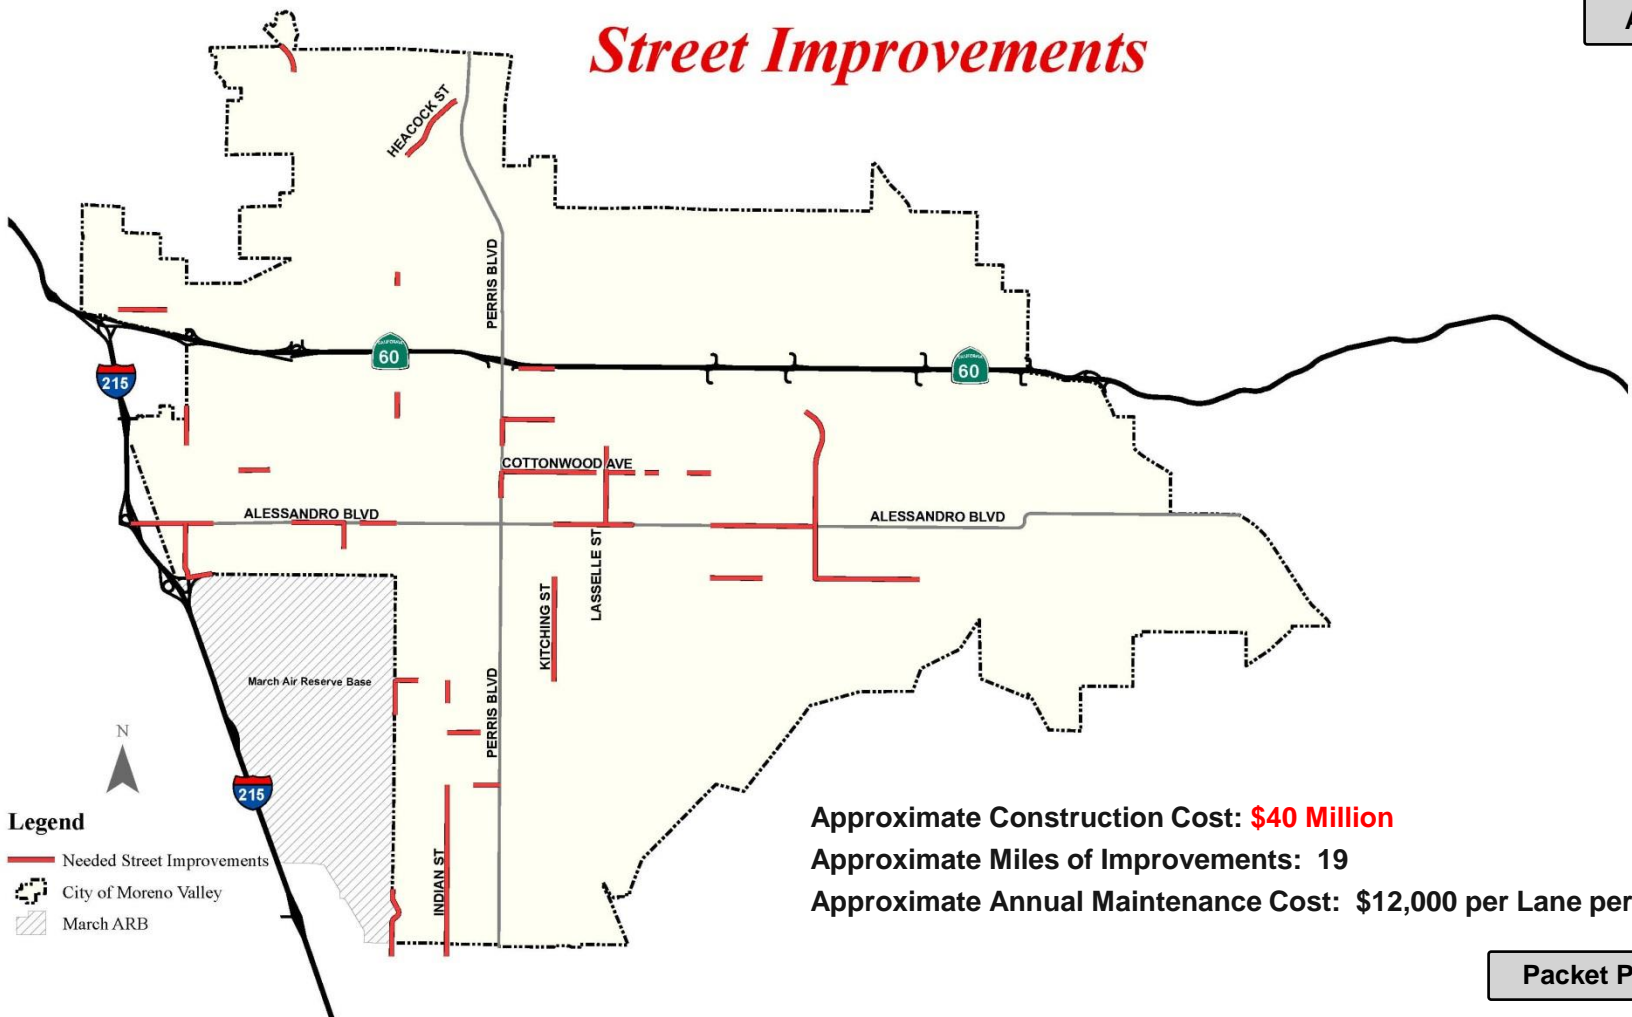 Street Improvements
A
HEACOCK ST
PERRIS BLVD
CALIFORNIA
60
CALIFORNIA
60
215
COTTONWOOD AVE
ALESSANDRO BLVD
ALESSANDRO BLVD
LASSELLE ST
KITCHING ST
March Air Reserve Base
PERRIS BLVD
N
215
INDIAN ST
Legend
Needed Street Improvements
City of Moreno Valley
March ARB
Approximate Construction Cost: $40 Million
Approximate Miles of Improvements: 19
Approximate Annual Maintenance Cost: $12,000 per Lane per
Packet P